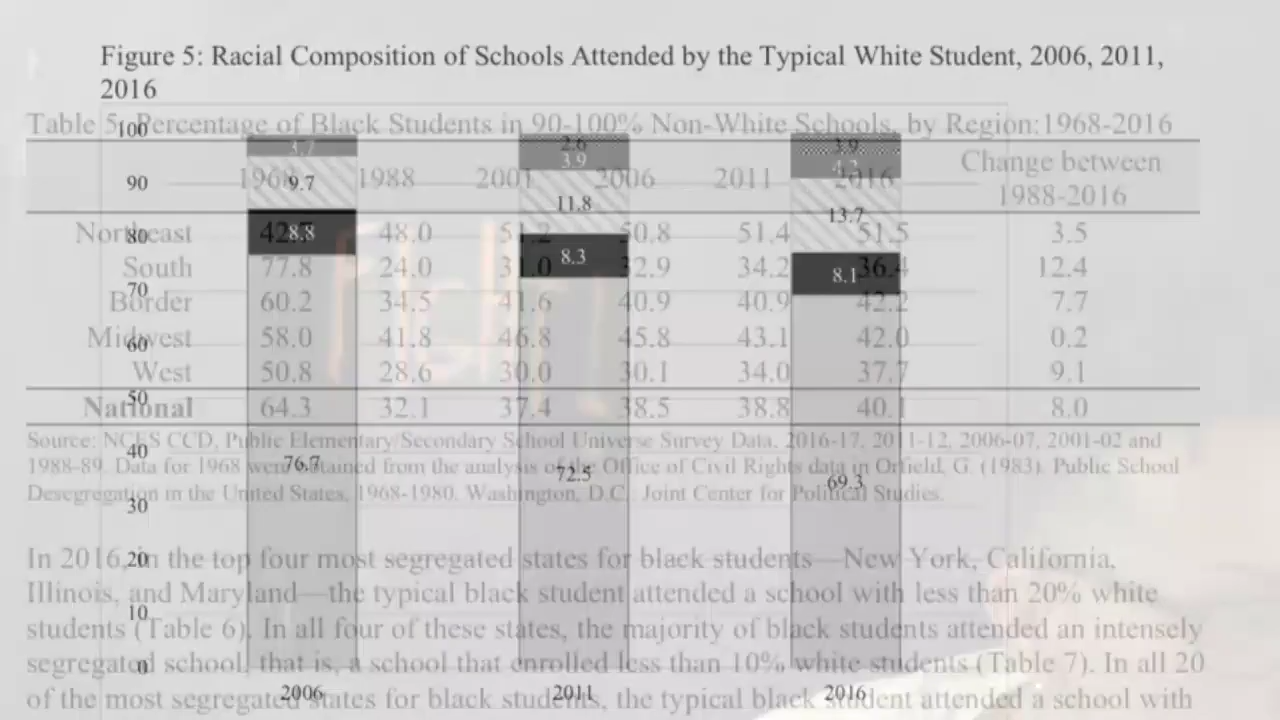 Figure 5: Racial Composition of Schools Attended by the Typical White Student, 2006, 2011,
2016
100
90
80
70
60
50
40
30
20
10
0
3.7
9.7
8.8
76.7
2006
2.6
3.9
11.8
8.3
72.5
2011
3.9
4.2
13.7
8.1
69.3
2016
Table 5: Percentage of Black Students in 90-100% Non-White Schools, by Region:1968-2016
1968 1988 2001 2006 2011 2016 Change between
1988-2016
Northeast 42.7 48.0 51.2 50.8 51.4 51.5 3.5
South 77.8 24.0 31.0 32.9 34.2 36.4 12.4
Border 60.2 34.5 41.6 40.9 40.9 42.2 7.7
Midwest 58.0 41.8 46.8 45.8 43.1 42.0 0.2
West 50.8 28.6 30.0 30.1 34.0 37.7 9.1
National 64.3 32.1 37.4 38.5 38.8 40.1 8.0
Source: NCES CCD, Public Elementary/Secondary School Universe Survey Data, 2016-17, 2011-12, 2006-07, 2001-02 and
1988-89. Data for 1968 were obtained from the analysis of the Office of Civil Rights data in Orfield, G. (1983). Public School
Desegregation in the United States, 1968-1980. Washington, D.C.: Joint Center for Political Studies.
In 2016, in the top four most segregated states for black students—New York, California,
Illinois, and Maryland—the typical black student attended a school with less than 20% white
students (Table 6). In all four of these states, the majority of black students attended an intensely
segregated school, that is, a school that enrolled less than 10% white students (Table 7). In all 20
of the most segregated states for black students, the typical black student attended a school with